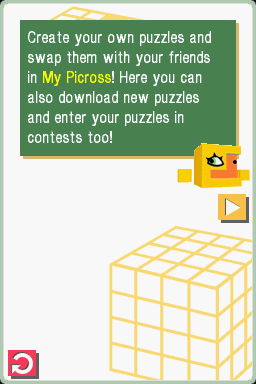 Create your own puzzles and
swap them with your friends
in My Picross! Here you can
also download new puzzles
and enter your puzzles in
contests too!